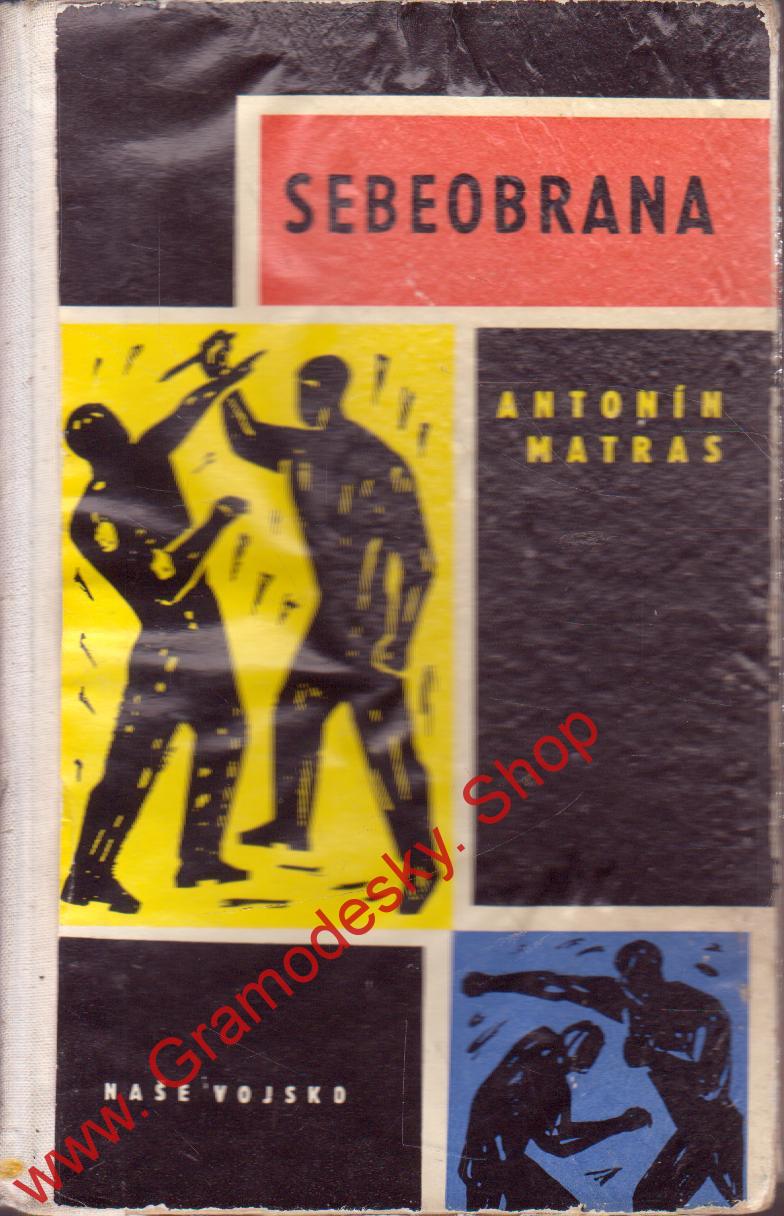 SEBEOBRANA
ANTONÍN
MATRAS
NAŠE VOJSKO
www. Gramodesky. Shop